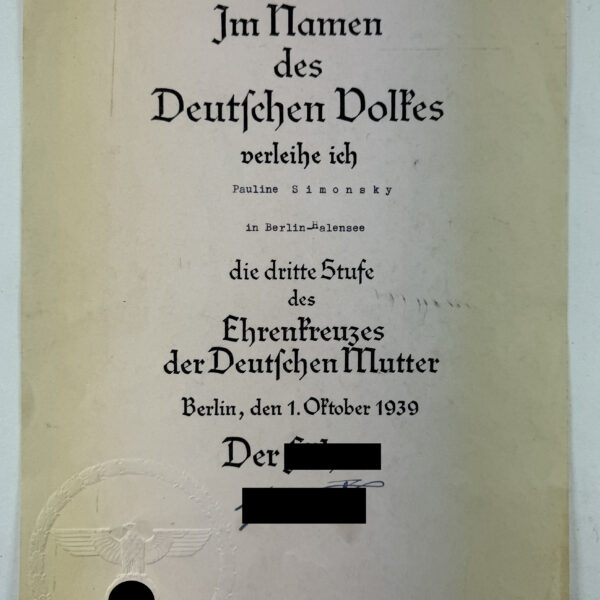 Im Namen
des
Deutschen Volkes
verleihe ich
Pauline Simonsky
in Berlin-Halensee
die dritte Stufe
des
Ehrenkreuzes
der Deutschen Mutter
Berlin, den 1. Oktober 1939
Der